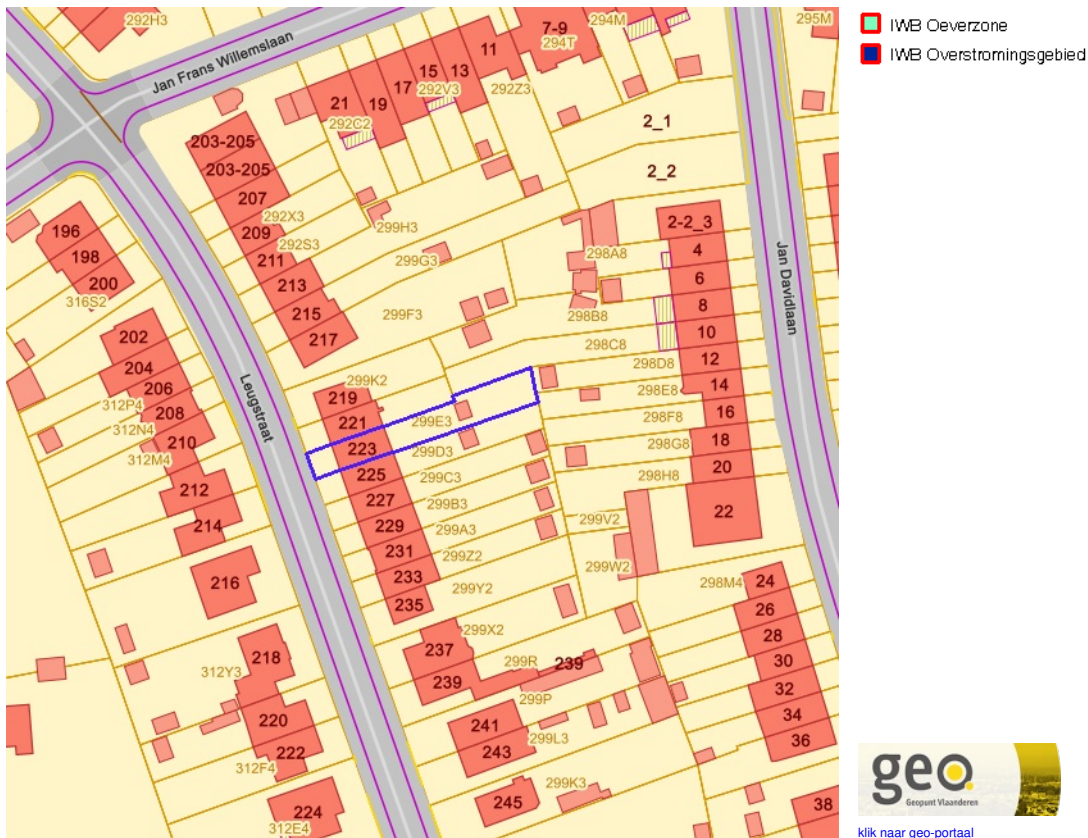 292H3
Jan Frans Willemslaan
21
19
17
15
13
11
7-9
294T
294M
295M
292V3
292Z3
292C2
IWB Oeverzone
IWB Overstromingsgebied
203-205
203-205
207
209
211
213
215
217
292X3
292S3
299H3
299G3
299F3
2_1
2_2
2-2_3
4
6
8
10
12
14
16
18
20
22
298A8
298B8
298C8
298D8
298E8
298F8
298G8
298H8
Jan Davidlaan
196
198
200
316S2
202
204
206
208
210
212
214
216
312P4
312N4
312M4
Leugstraat
299K2
219
221
223
225
227
229
231
233
235
299E3
299D3
299C3
299B3
299A3
299Z2
299Y2
299X2
299V2
299W2
298M4
24
26
28
30
32
34
36
38
237
239
299R
239
299P
241
243
299L3
245
299K3
218
312Y3
220
222
312F4
224
312E4
geo
Geopunt Vlaanderen
klik naar geo-portaal